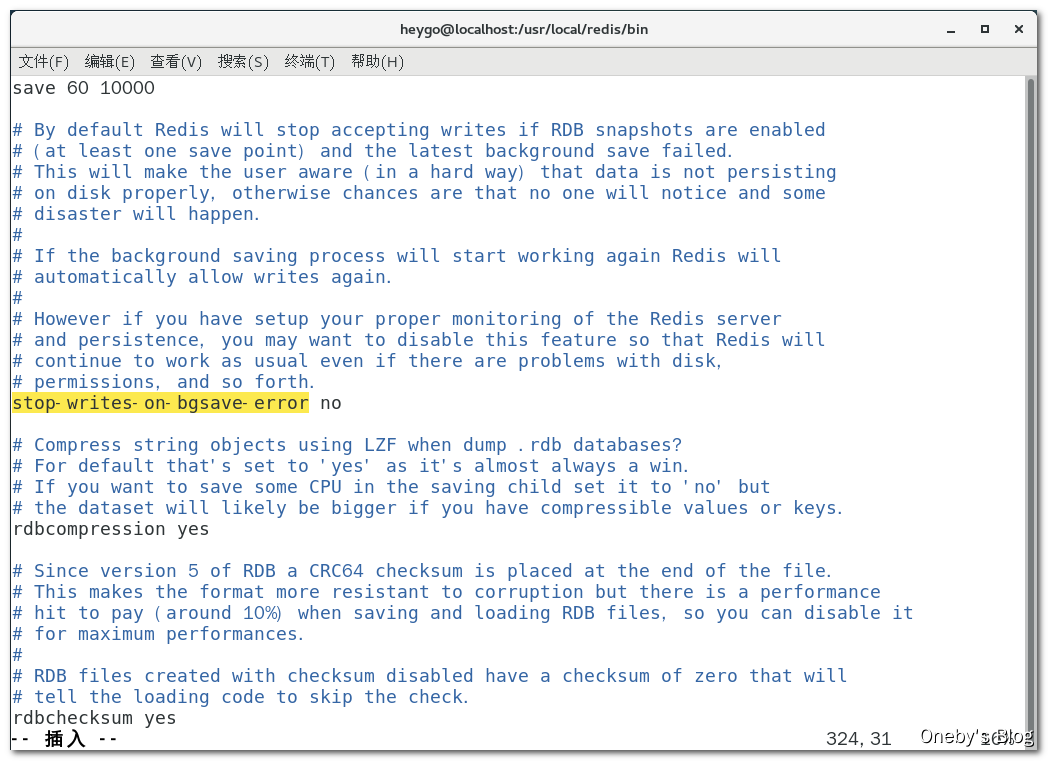 heygo@localhost:/usr/local/redis/bin
文件(F) 编辑(E) 查看(V) 搜索(S) 终端(T) 帮助(H)
save 60 10000
# By default Redis will stop accepting writes if RDB snapshots are enabled
# (at least one save point) and the latest background save failed.
# This will make the user aware (in a hard way) that data is not persisting
# on disk properly, otherwise chances are that no one will notice and some
# disaster will happen.
#
# If the background saving process will start working again Redis will
# automatically allow writes again.
#
# However if you have setup your proper monitoring of the Redis server
# and persistence, you may want to disable this feature so that Redis will
# continue to work as usual even if there are problems with disk,
# permissions, and so forth.
stop-writes-on-bgsave-error no
# Compress string objects using LZF when dump .rdb databases?
# For default that's set to 'yes' as it's almost always a win.
# If you want to save some CPU in the saving child set it to 'no' but
# the dataset will likely be bigger if you have compressible values or keys.
rdbcompression yes
# Since version 5 of RDB a CRC64 checksum is placed at the end of the file.
# This makes the format more resistant to corruption but there is a performance
# hit to pay (around 10%) when saving and loading RDB files, so you can disable it
# for maximum performances.
#
# RDB files created with checksum disabled have a checksum of zero that will
# tell the loading code to skip the check.
rdbchecksum yes
-- 插入 -- 324,31
Oneby's Blog